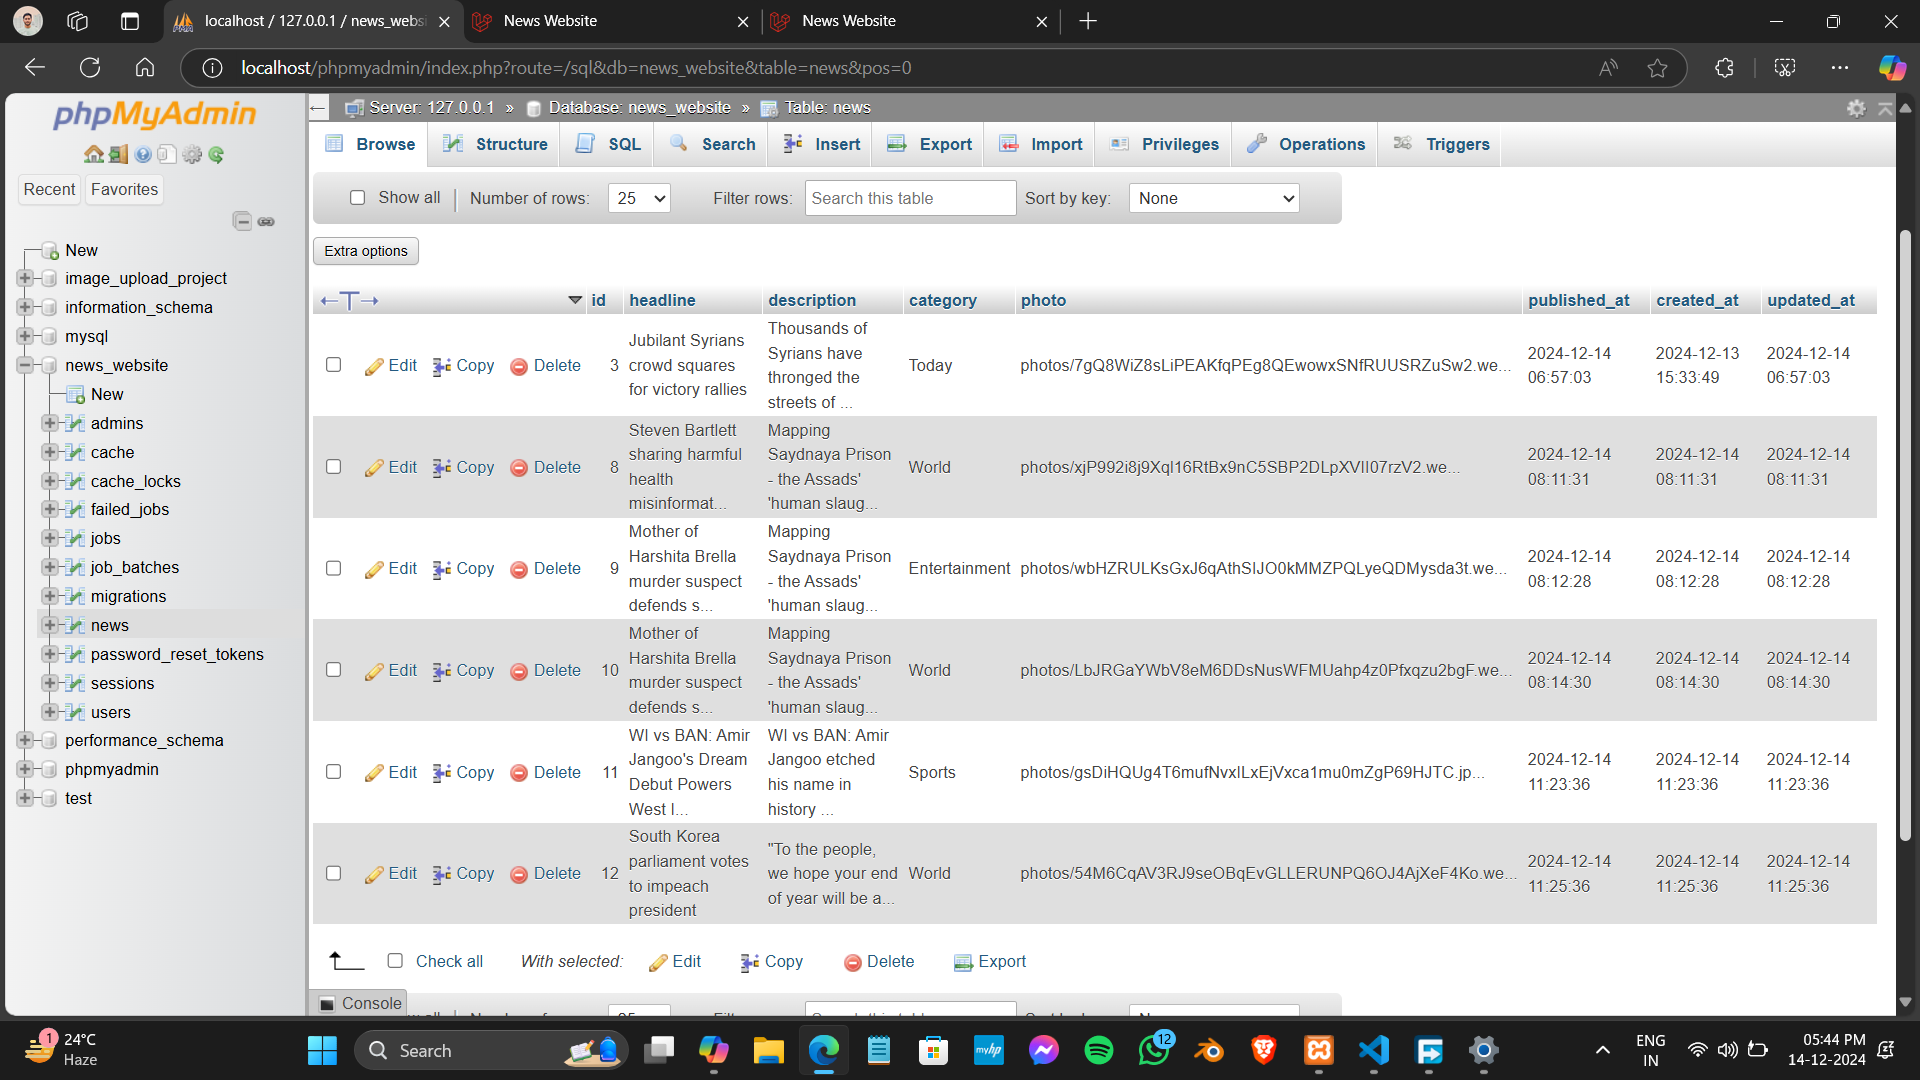 localhost / 127.0.0.1 / news_webs
News Website
News Website
localhost/phpmyadmin/index.php?route=/sql&db=news_website&table=news&pos=0
phpMyAdmin
Recent
Favorites
New
image_upload_project
information_schema
mysql
news_website
New
admins
cache
cache_locks
failed_jobs
jobs
job_batches
migrations
news
password_reset_tokens
sessions
users
performance_schema
phpmyadmin
test
Server: 127.0.0.1 » Database: news_website » Table: news
Browse Structure SQL Search Insert Export Import Privileges Operations Triggers
Show all Number of rows: 25 Filter rows: Search this table Sort by key: None
Extra options
id headline description category photo published_at created_at updated_at
Edit Copy Delete 3
Jubilant Syrians
crowd squares
for victory rallies
Thousands of
Syrians have
thronged the
streets of ...
Today
photos/7gQ8WiZ8sLiPEAKfqPEg8QEwowxSNfRUUSRZuSw2.we...
2024-12-14
06:57:03
2024-12-13
15:33:49
2024-12-14
06:57:03
Edit Copy Delete 8
Steven Bartlett
sharing harmful
health
misinformat...
Mapping
Saydnaya Prison
- the Assads'
'human slaug...
World
photos/xjP992i8j9Xql16RtBx9nC5SBP2DLpXVII07rzV2.we...
2024-12-14
08:11:31
2024-12-14
08:11:31
2024-12-14
08:11:31
Edit Copy Delete 9
Mother of
Harshita Brella
murder suspect
defends s...
Mapping
Saydnaya Prison
- the Assads'
'human slaug...
Entertainment
photos/wbHZRULKsGxJ6qAthSIJO0kMMZPQLyeQDMysda3t.we...
2024-12-14
08:12:28
2024-12-14
08:12:28
2024-12-14
08:12:28
Edit Copy Delete 10
Mother of
Harshita Brella
murder suspect
defends s...
Mapping
Saydnaya Prison
- the Assads'
'human slaug...
World
photos/LbJRGaYWbV8eM6DDsNusWFMUahp4z0Pfxqzu2bgF.we...
2024-12-14
08:14:30
2024-12-14
08:14:30
2024-12-14
08:14:30
Edit Copy Delete 11
WI vs BAN: Amir
Jangoo's Dream
Debut Powers
West I...
WI vs BAN: Amir
Jangoo etched
his name in
history ...
Sports
photos/gsDiHQUg4T6mufNvxlLxEjVxca1mu0mZgP69HJTC.jp...
2024-12-14
11:23:36
2024-12-14
11:23:36
2024-12-14
11:23:36
Edit Copy Delete 12
South Korea
parliament votes
to impeach
president
"To the people,
we hope your end
of year will be a...
World
photos/54M6CqAV3RJ9seOBqEvGLLERUNPQ6OJ4AjXeF4Ko.we...
2024-12-14
11:25:36
2024-12-14
11:25:36
2024-12-14
11:25:36
Check all With selected: Edit Copy Delete Export
Console
1
24°C
Haze
Search
myhp
12
ENG
IN
05:44 PM
14-12-2024